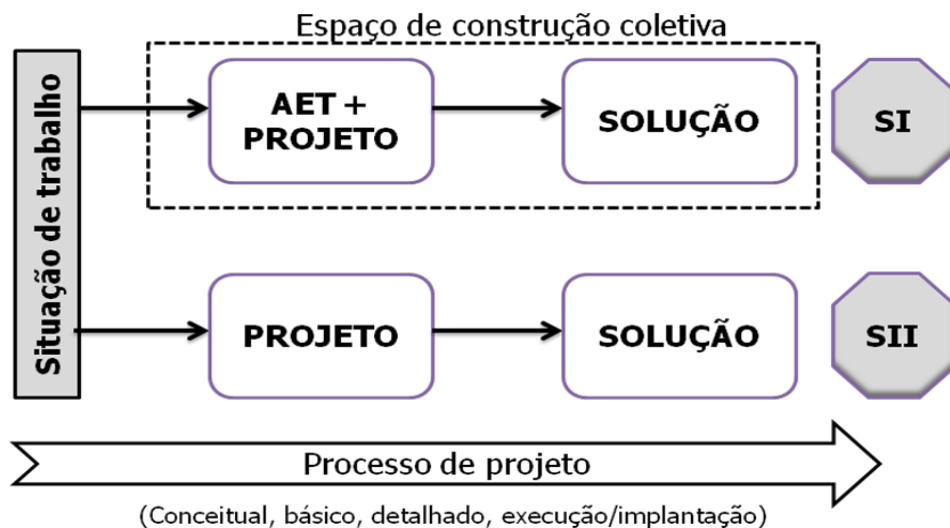 Espaço de construção coletiva
Situação de trabalho
AET +
PROJETO
SOLUÇÃO
SI
PROJETO
SOLUÇÃO
SII
Processo de projeto
(Conceitual, básico, detalhado, execução/implantação)